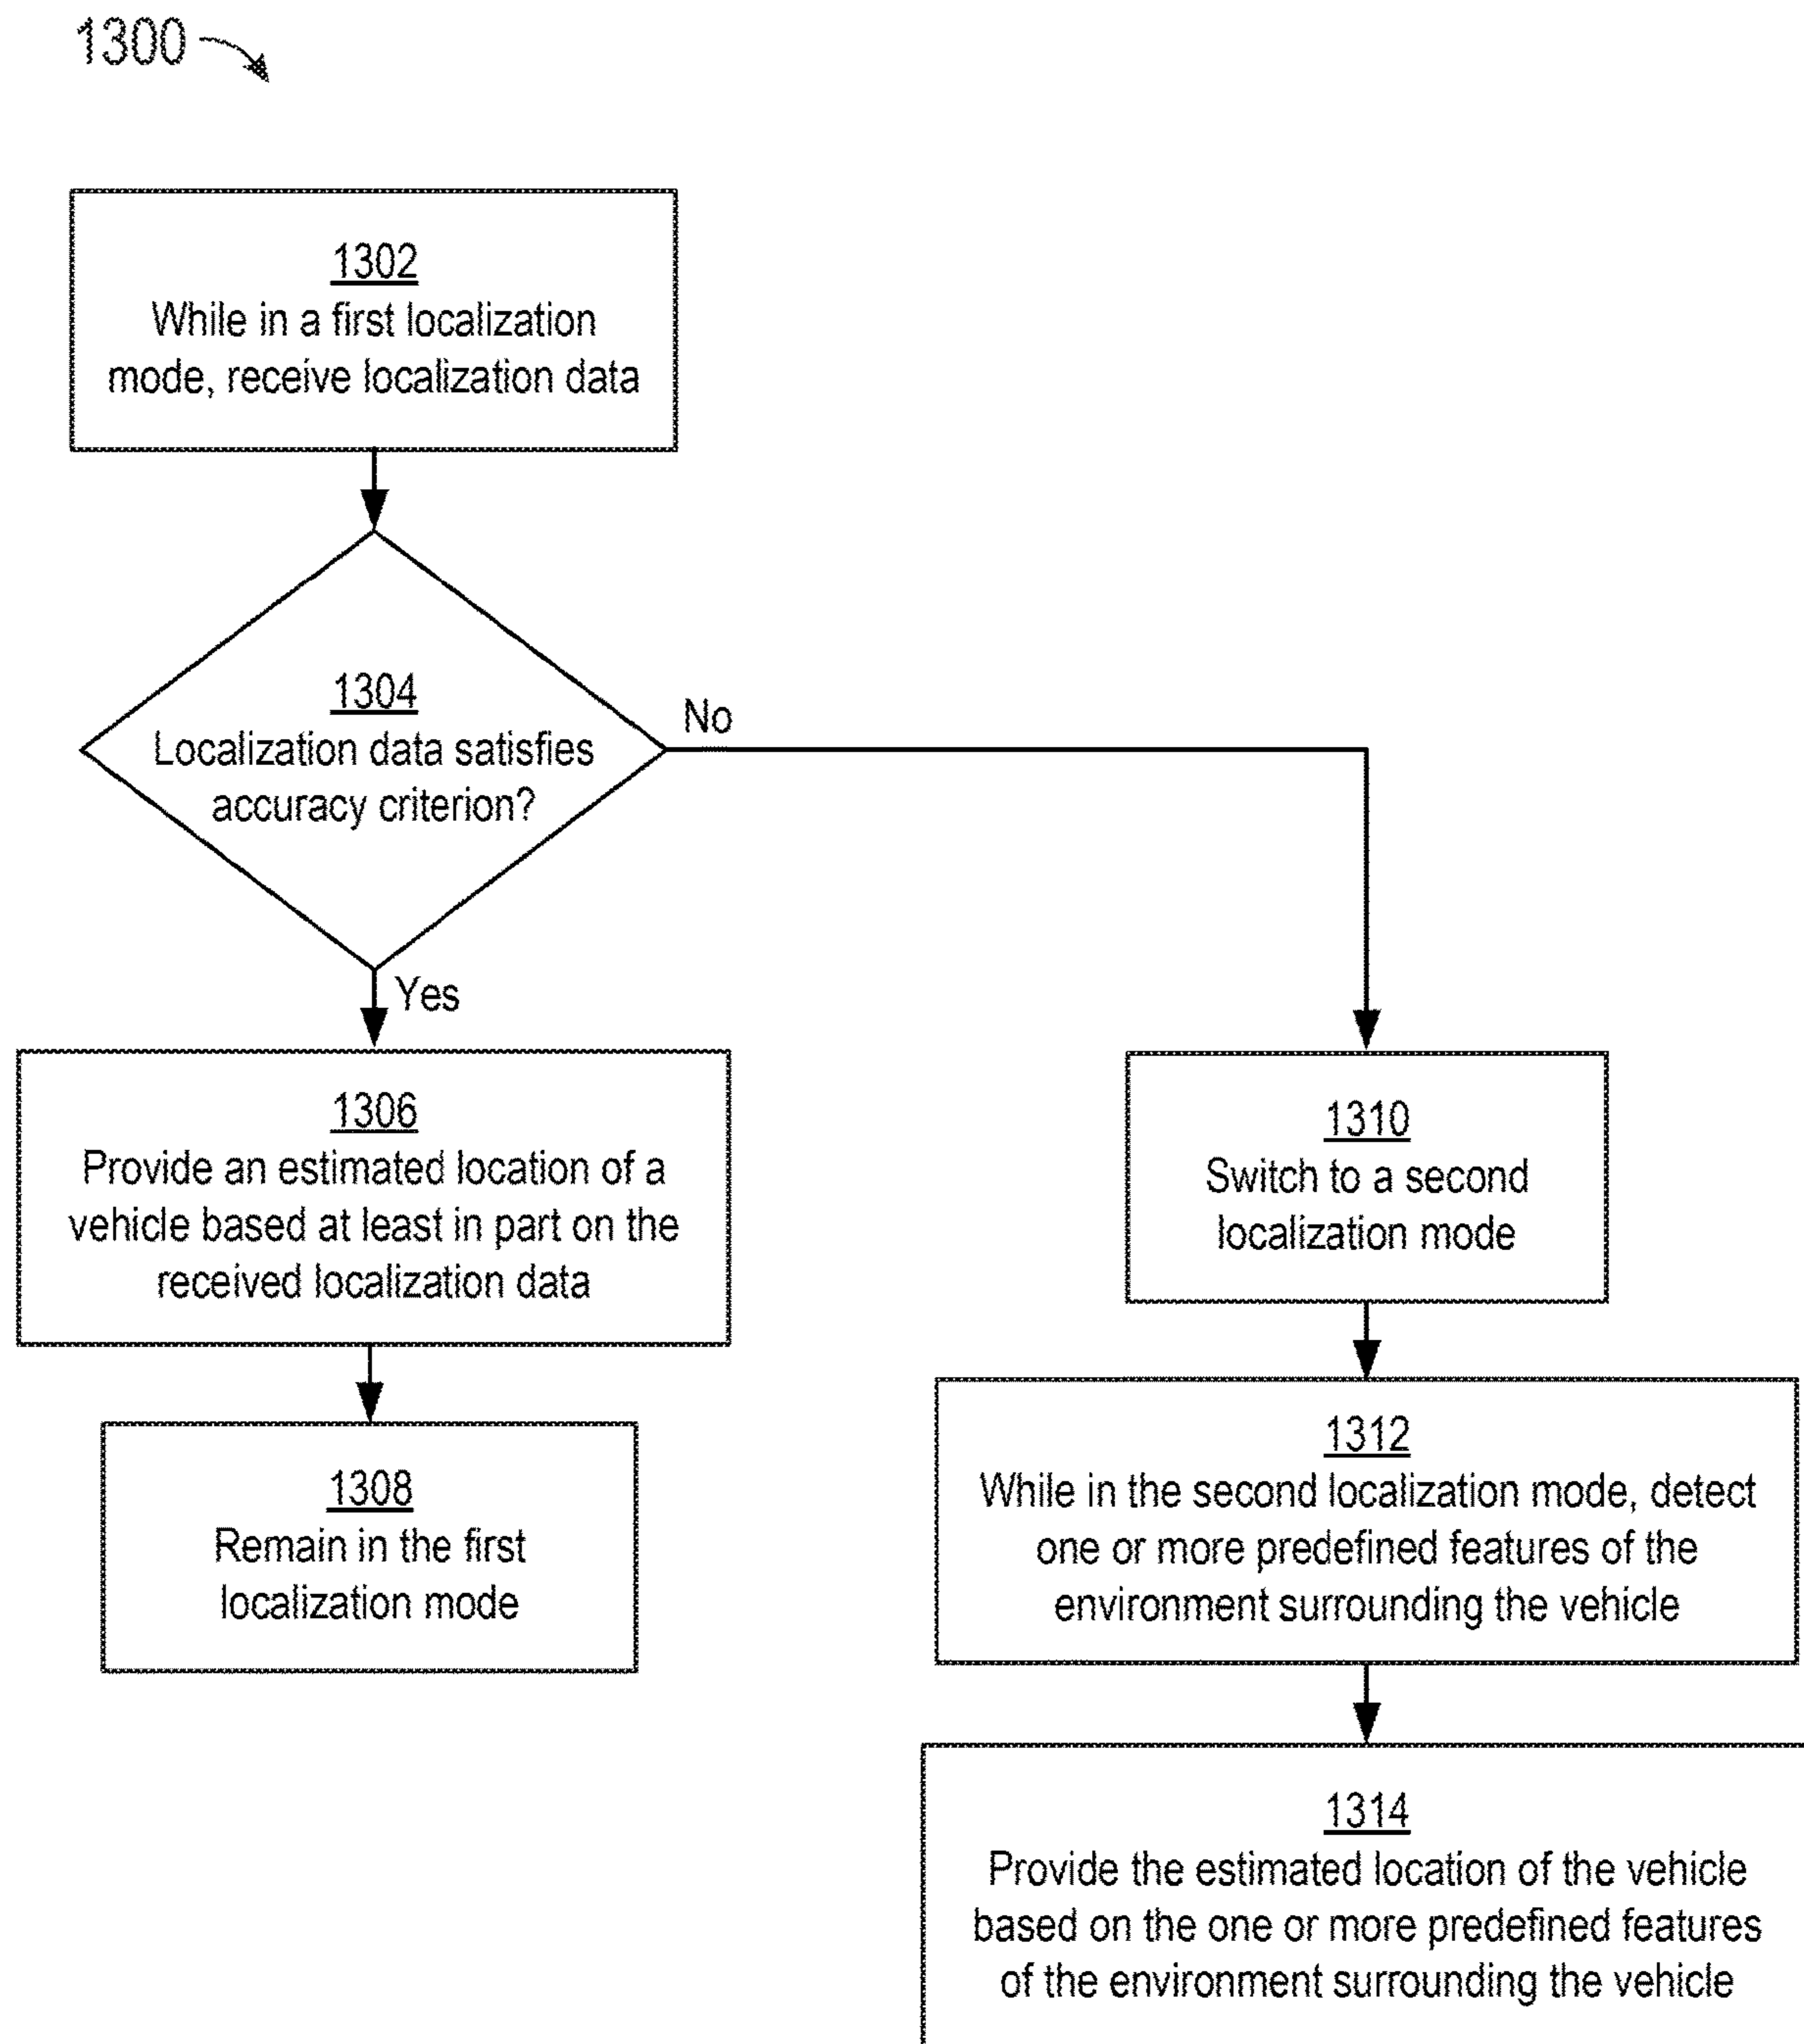 1300
1302
While in a first localization
mode, receive localization data
1304
Localization data satisfies
accuracy criterion?
No
Yes
1306
Provide an estimated location of a
vehicle based at least in part on the
received localization data
1308
Remain in the first
localization mode
1310
Switch to a second
localization mode
1312
While in the second localization mode, detect
one or more predefined features of the
environment surrounding the vehicle
1314
Provide the estimated location of the vehicle
based on the one or more predefined features
of the environment surrounding the vehicle